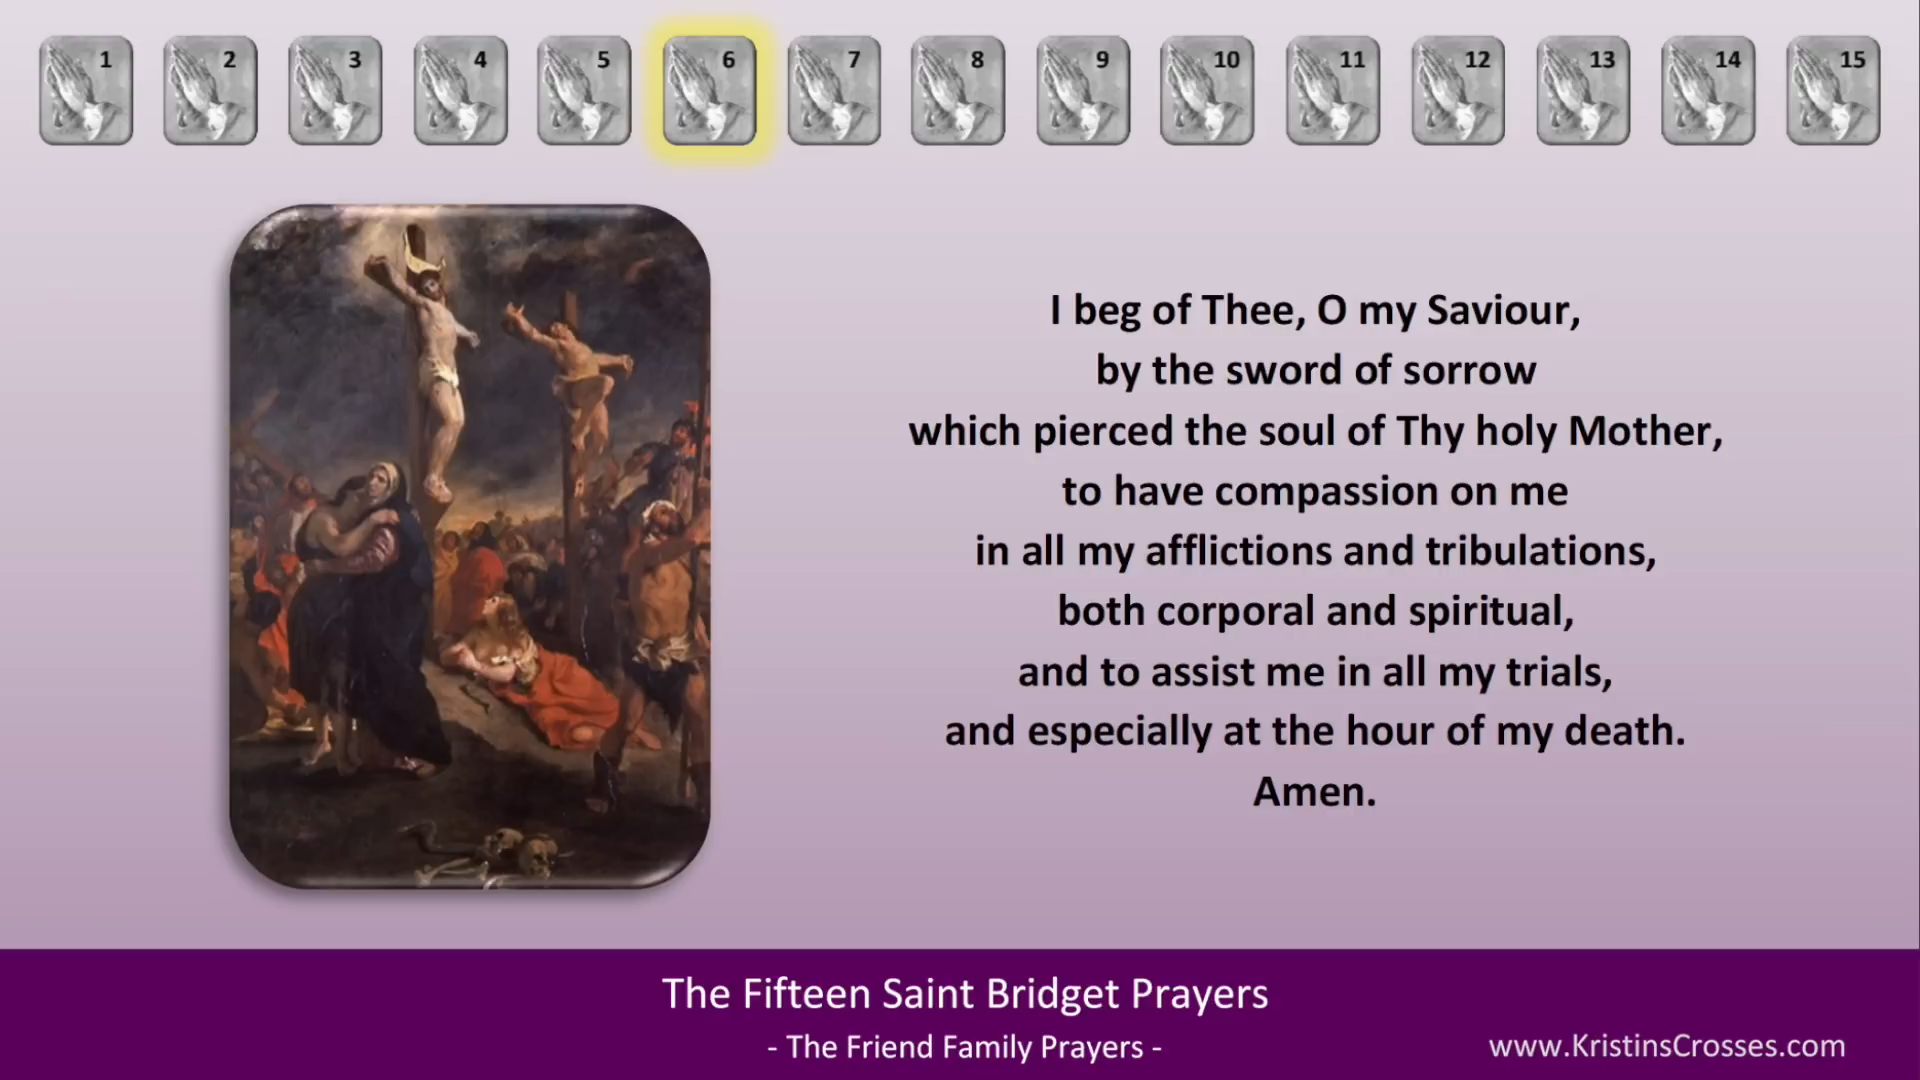 1 2 3 4 5 6 7 8 9 10 11 12 13 14 15
I beg of Thee, O my Saviour,
by the sword of sorrow
which pierced the soul of Thy holy Mother,
to have compassion on me
in all my afflictions and tribulations,
both corporal and spiritual,
and to assist me in all my trials,
and especially at the hour of my death.
Amen.
The Fifteen Saint Bridget Prayers
- The Friend Family Prayers -
www.KristinsCrosses.com